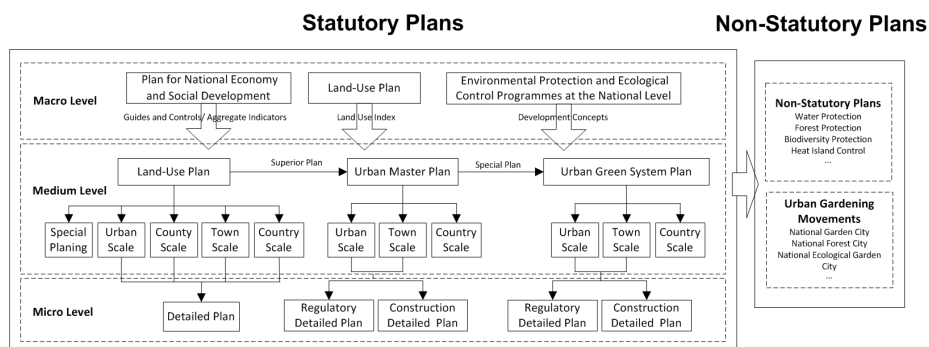 Statutory Plans
Non-Statutory Plans
Macro Level
Plan for National Economy
and Social Development
Land-Use Plan
Environmental Protection and Ecological
Control Programmes at the National Level
Guides and Controls/ Aggregate Indicators
Land Use Index
Development Concepts
Medium Level
Land-Use Plan
Superior Plan
Urban Master Plan
Special Plan
Urban Green System Plan
Special
Planing
Urban
Scale
County
Scale
Town
Scale
Country
Scale
Urban
Scale
Town
Scale
Country
Scale
Urban
Scale
Town
Scale
Country
Scale
Micro Level
Detailed Plan
Regulatory
Detailed Plan
Construction
Detailed Plan
Regulatory
Detailed Plan
Construction
Detailed Plan
Non-Statutory Plans
Water Protection
Forest Protection
Biodiversity Protection
Heat Island Control
...
Urban Gardening
Movements
National Garden City
National Forest City
National Ecological Garden
City
...